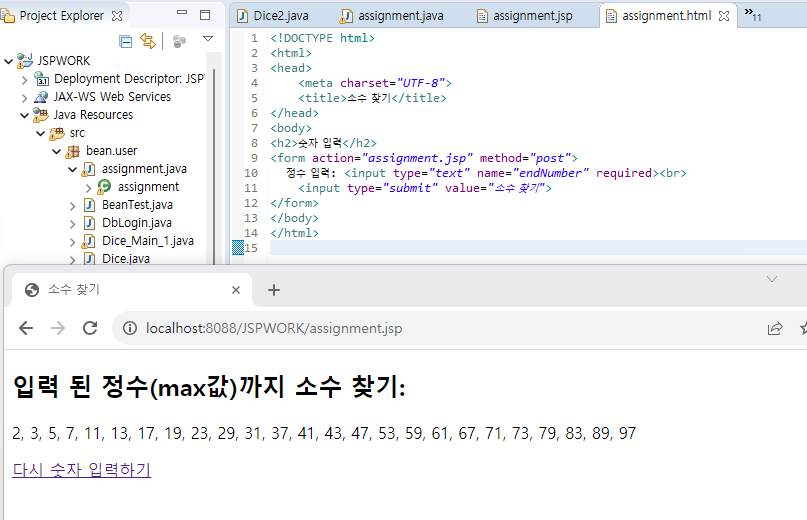 Project Explorer
JSPWORK
Deployment Descriptor: JSPW
JAX-WS Web Services
Java Resources
src
bean.user
assignment.java
assignment
BeanTest.java
DbLogin.java
Dice_Main_1.java
Dice.java
Dice2.java assignment.java assignment.jsp assignment.html »11
1 <!DOCTYPE html>
2 <html>
3 <head>
4 <meta charset="UTF-8">
5 <title>소수 찾기</title>
6 </head>
7 <body>
8 <h2>숫자 입력</h2>
9 <form action="assignment.jsp" method="post">
10 정수 입력: <input type="text" name="endNumber" required><br>
11 <input type="submit" value="소수 찾기">
12 </form>
13 </body>
14 </html>
15
소수 찾기
localhost:8088/JSPWORK/assignment.jsp
입력 된 정수(max값)까지 소수 찾기:
2, 3, 5, 7, 11, 13, 17, 19, 23, 29, 31, 37, 41, 43, 47, 53, 59, 61, 67, 71, 73, 79, 83, 89, 97
다시 숫자 입력하기